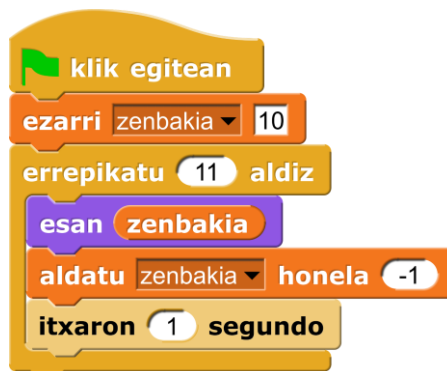 klik egitean
ezarri zenbakia 10
errepikatu 11 aldiz
esan zenbakia
aldatu zenbakia honela -1
itxaron 1 segundo